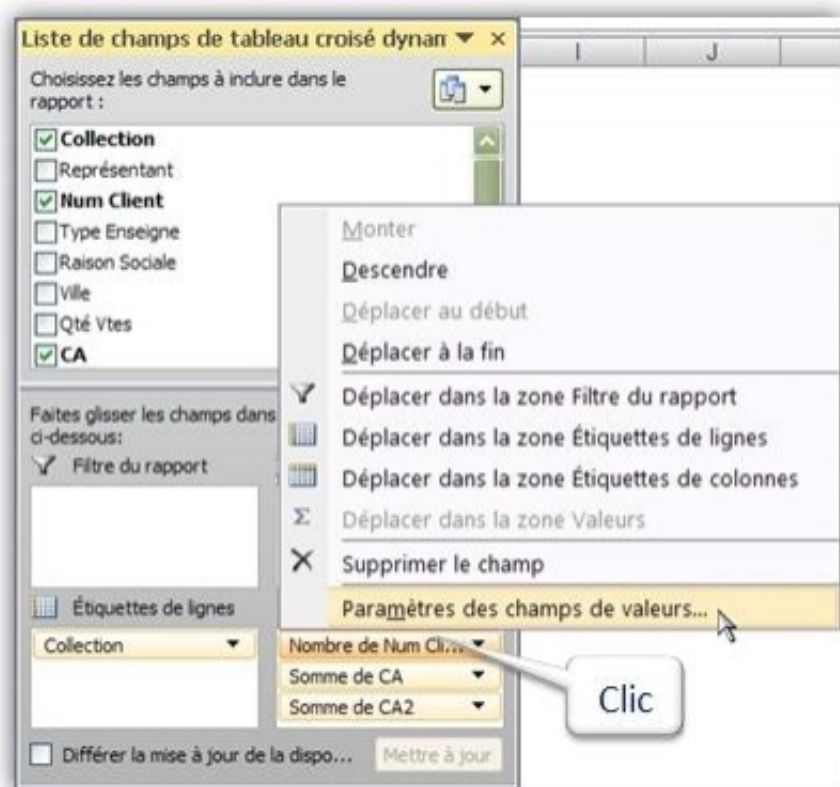 Liste de champs de tableau croisé dynan
I J
Choisissez les champs à inclure dans le
rapport :
Collection
Représentant
Num Client
Type Enseigne
Raison Sociale
Ville
Qté Vtes
CA
Monter
Descendre
Déplacer au début
Déplacer à la fin
Déplacer dans la zone Filtre du rapport
Déplacer dans la zone Étiquettes de lignes
Déplacer dans la zone Étiquettes de colonnes
Σ Déplacer dans la zone Valeurs
Supprimer le champ
Paramètres des champs de valeurs...
Faites glisser les champs dans
ci-dessous:
Filtre du rapport
Étiquettes de lignes
Collection
Nombre de Num Cli...
Somme de CA
Somme de CA2
Clic
Différer la mise à jour de la dispo...
Mettre à jour